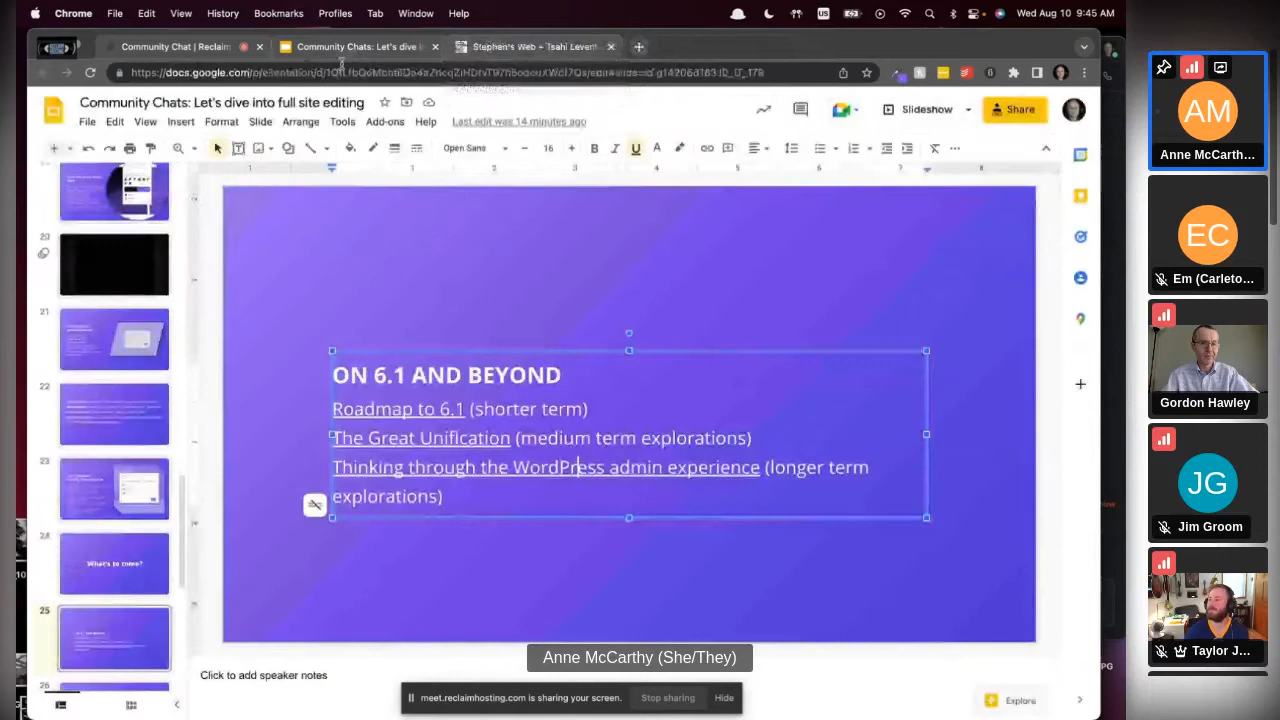 Chrome File Edit View History Bookmarks Profiles Tab Window Help
US
Wed Aug 10 9:45 AM
Community Chat | Reclaim
Community Chats: Let's dive i
Stephen's Web ~ Tsahi Levent
Community Chats: Let's dive into full site editing
Slideshow
Share
File Edit View Insert Format Slide Arrange Tools Add-ons Help
Last edit was 14 minutes ago
Open Sans
16
20
21
22
23
24
What's to come?
25
26
ON 6.1 AND BEYOND
Roadmap to 6.1 (shorter term)
The Great Unification (medium term explorations)
Thinking through the WordPress admin experience (longer term
explorations)
Click to add speaker notes
Explore
Anne McCarthy (She/They)
meet.reclaimhosting.com is sharing your screen.
Stop sharing
Hide
AM
Anne McCarth...
EC
Em (Carleto...
Gordon Hawley
JG
Jim Groom
Taylor J...